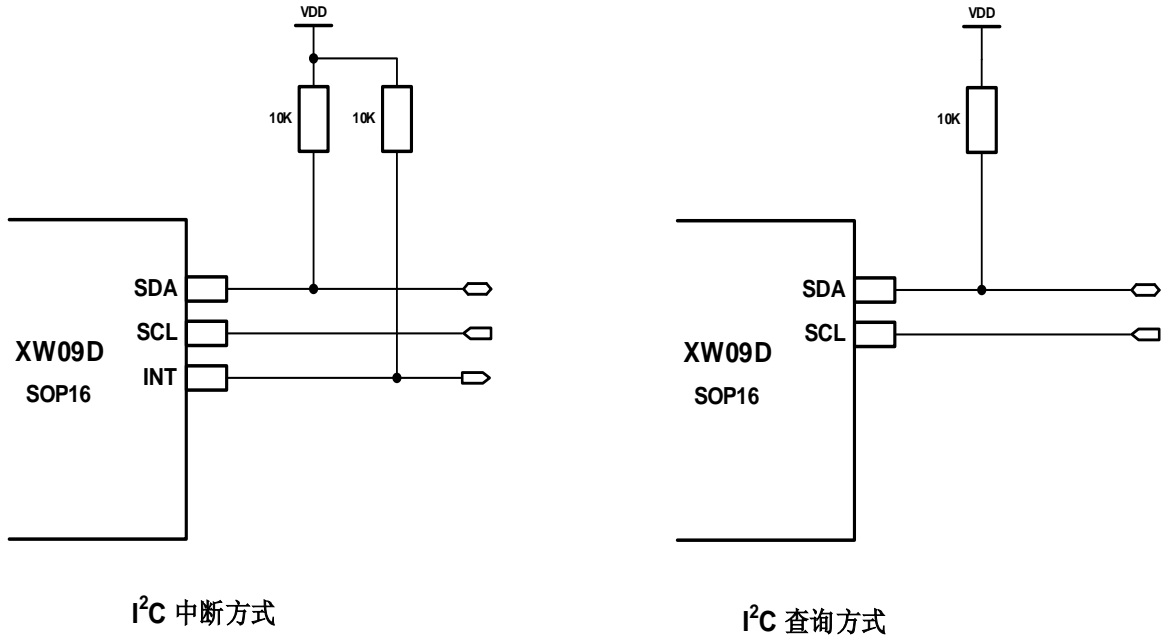 VDD
10K
10K
SDA
SCL
INT
XW09D
SOP16
I²C 中断方式
VDD
10K
SDA
SCL
XW09D
SOP16
I²C 查询方式